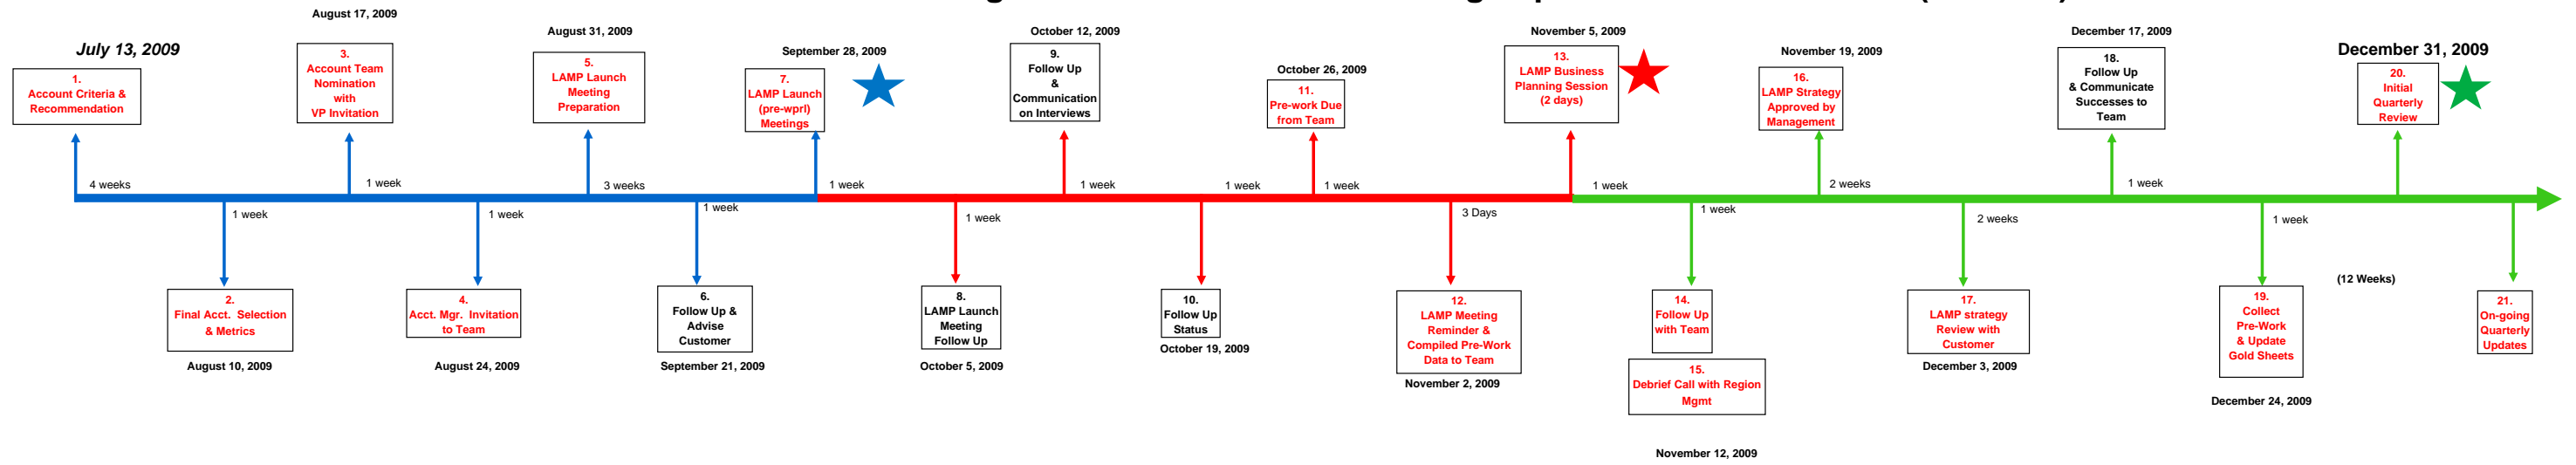 July 13, 2009
1.
Account Criteria &
Recommendation
4 weeks
1 week
2.
Final Acct. Selection
& Metrics
August 10, 2009
August 17, 2009
3.
Account Team
Nomination
with
VP Invitation
1 week
1 week
4.
Acct. Mgr. Invitation
to Team
August 24, 2009
August 31, 2009
5.
LAMP Launch
Meeting
Preparation
3 weeks
1 week
6.
Follow Up &
Advise
Customer
September 21, 2009
September 28, 2009
7.
LAMP Launch
(pre-wprl)
Meetings
1 week
1 week
8.
LAMP Launch
Meeting
Follow Up
October 5, 2009
October 12, 2009
9.
Follow Up
&
Communication
on Interviews
1 week
1 week
10.
Follow Up
Status
October 19, 2009
October 26, 2009
11.
Pre-work Due
from Team
1 week
3 Days
12.
LAMP Meeting
Reminder &
Compiled Pre-Work
Data to Team
November 2, 2009
November 5, 2009
13.
LAMP Business
Planning Session
(2 days)
1 week
1 week
14.
Follow Up
with Team
15.
Debrief Call with Region
Mgmt
November 12, 2009
November 19, 2009
16.
LAMP Strategy
Approved by
Management
2 weeks
2 weeks
17.
LAMP strategy
Review with
Customer
December 3, 2009
December 17, 2009
18.
Follow Up
& Communicate
Successes to
Team
1 week
1 week
19.
Collect
Pre-Work
& Update
Gold Sheets
December 24, 2009
December 31, 2009
20.
Initial
Quarterly
Review
(12 Weeks)
21.
On-going
Quarterly
Updates